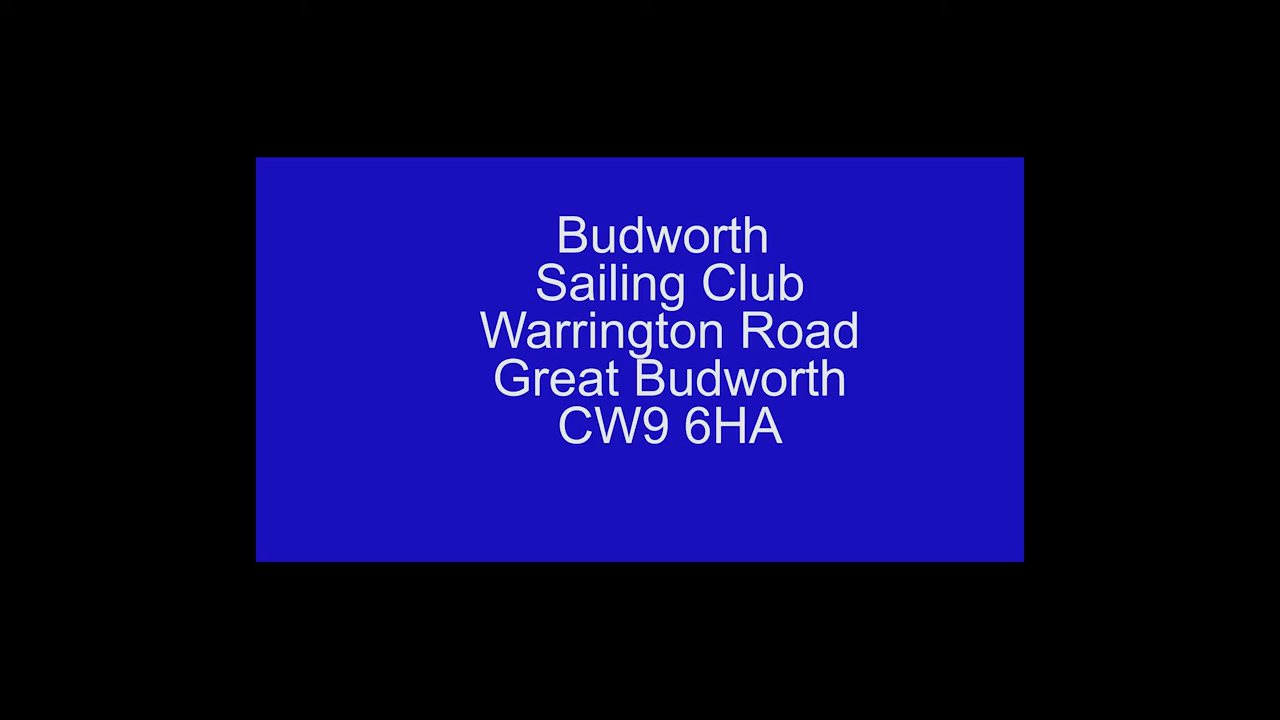 Budworth
Sailing Club
Warrington Road
Great Budworth
CW9 6HA